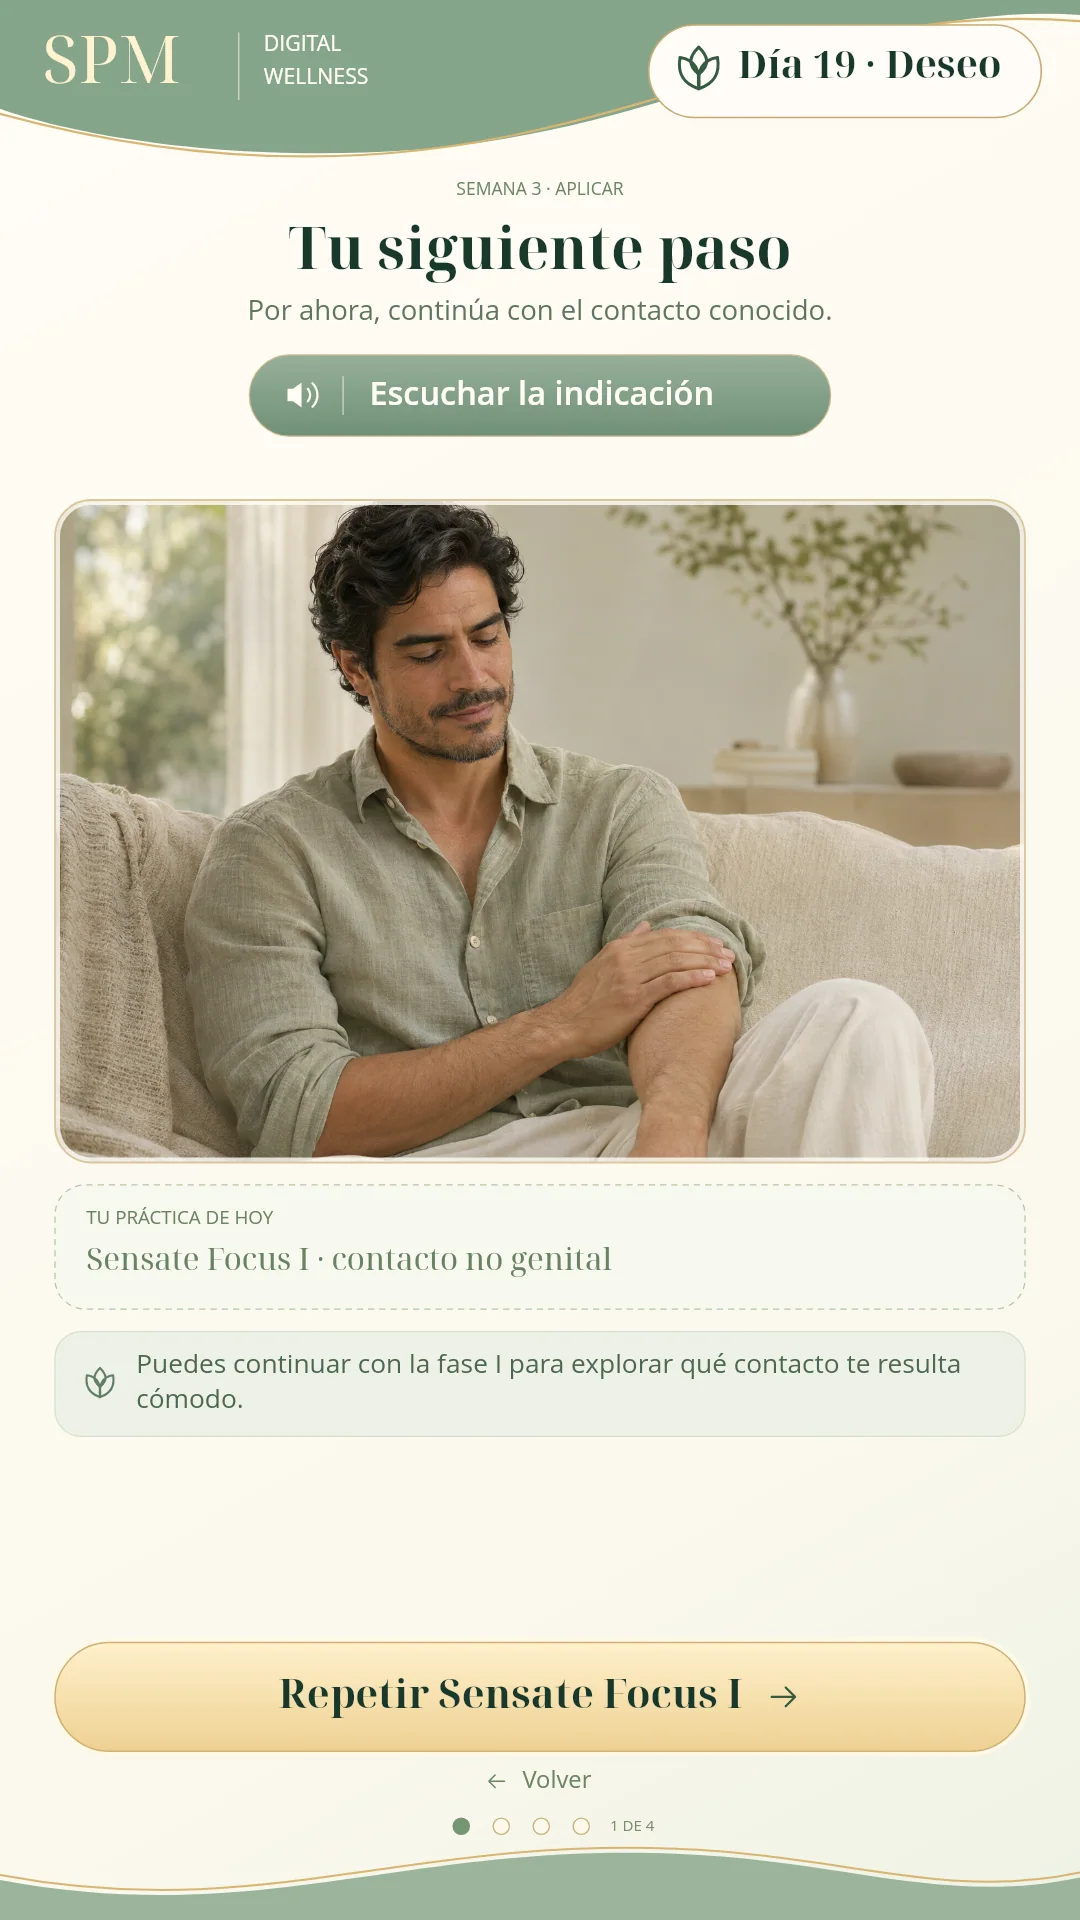 SPM
DIGITAL
WELLNESS
Día 19 · Deseo
SEMANA 3 · APLICAR
Tu siguiente paso
Por ahora, continúa con el contacto conocido.
Escuchar la indicación
TU PRÁCTICA DE HOY
Sensate Focus I · contacto no genital
Puedes continuar con la fase I para explorar qué contacto te resulta
cómodo.
Repetir Sensate Focus I →
← Volver
1 DE 4